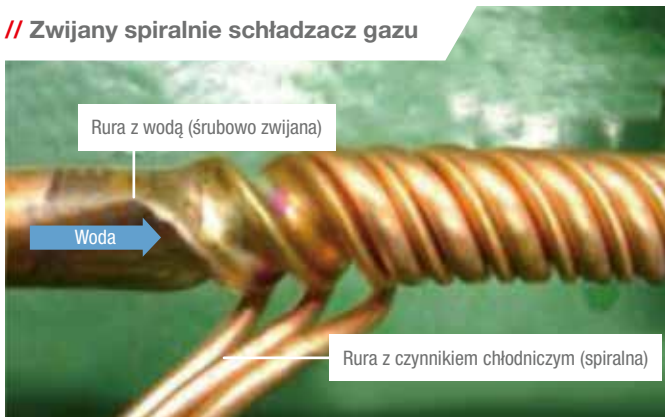 // Zwijany spiralnie schładzacz gazu
Rura z wodą (śrubowo zwijana)
Woda
Rura z czynnikiem chłodniczym (spiralna)